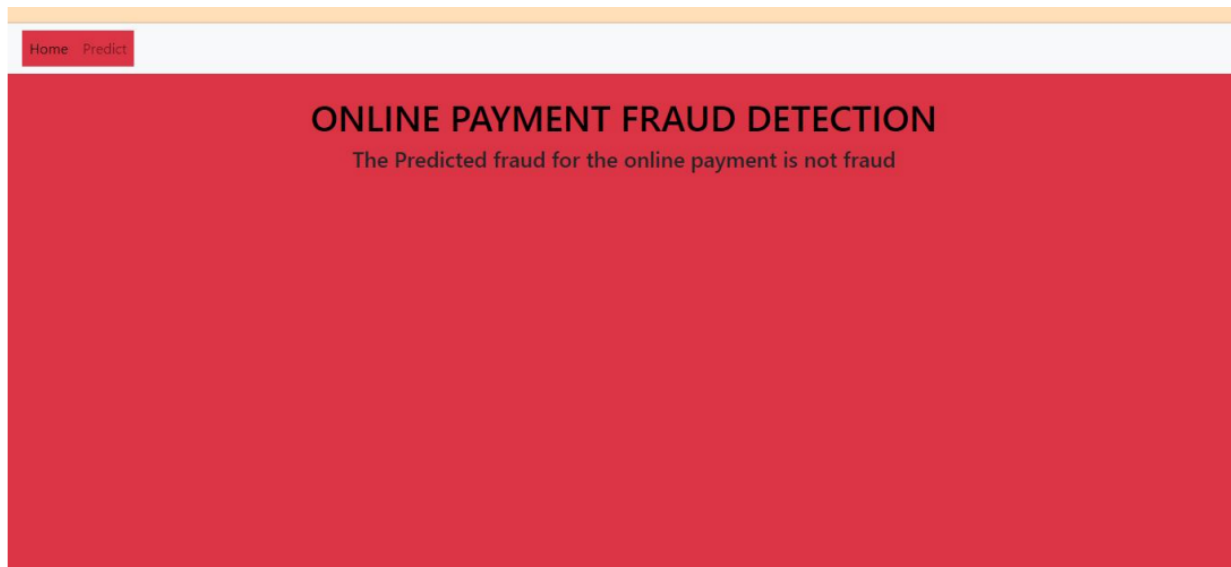 Home Predict
ONLINE PAYMENT FRAUD DETECTION
The Predicted fraud for the online payment is not fraud